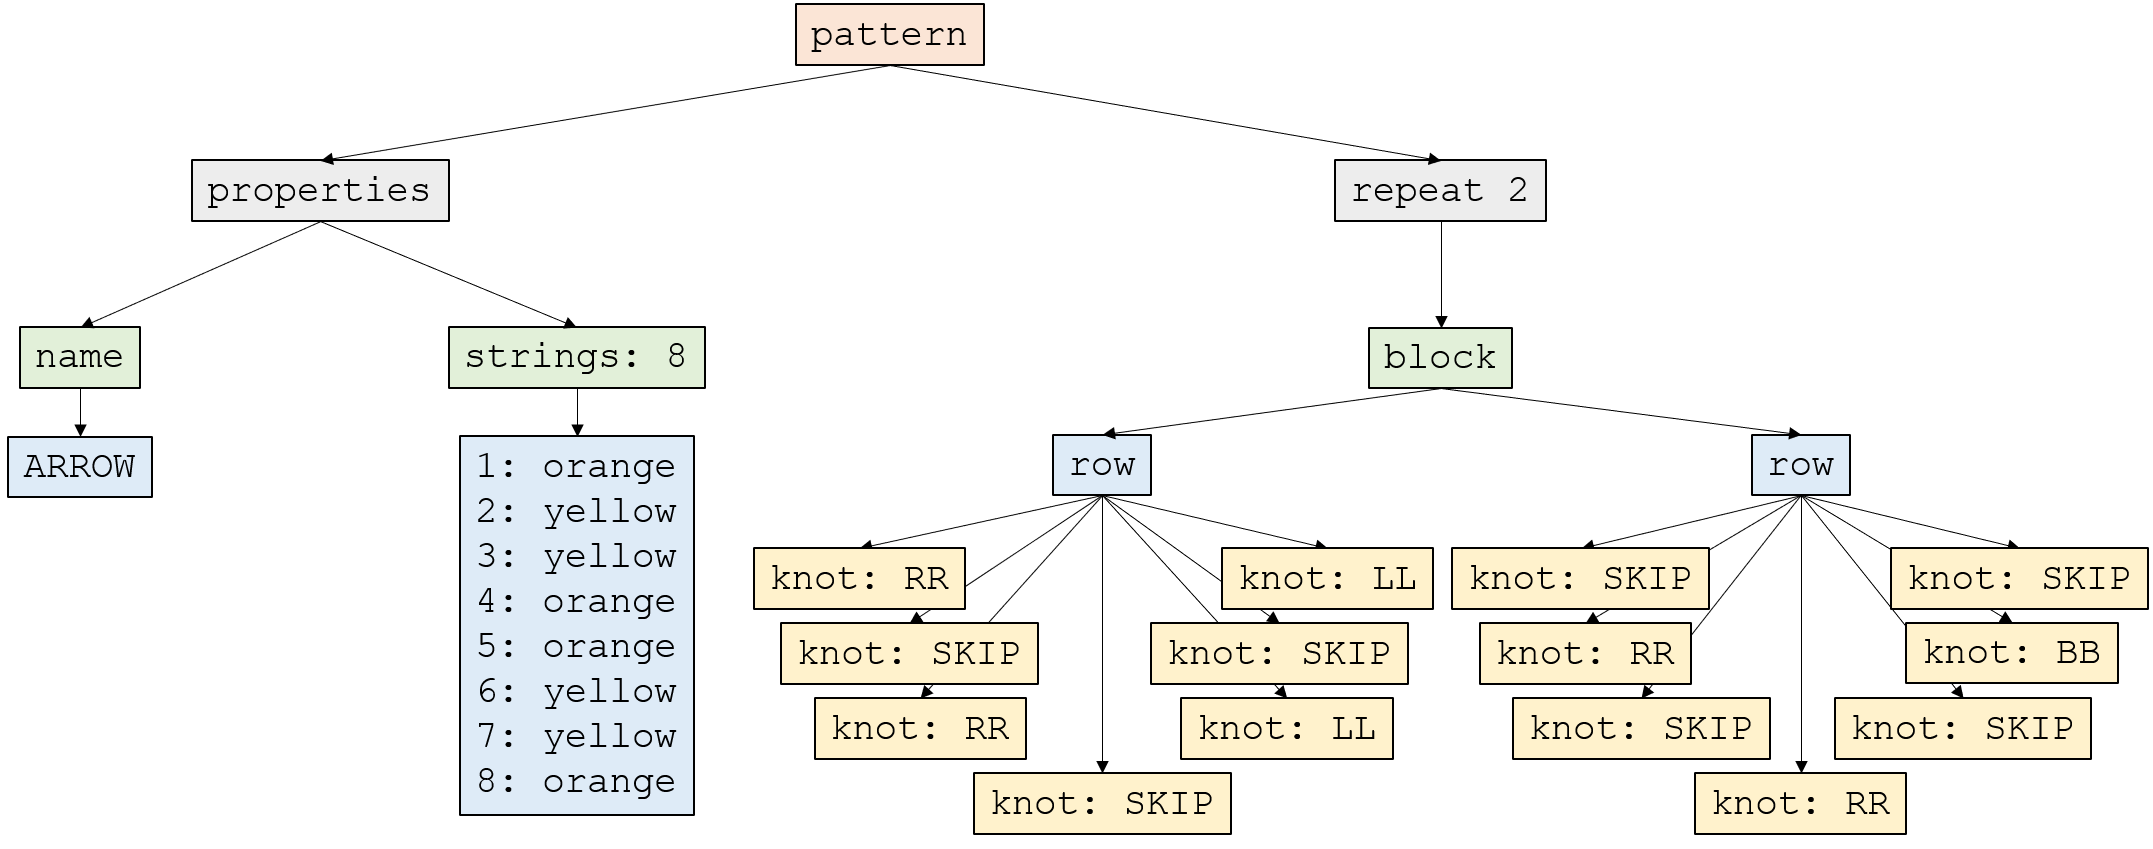 pattern
properties
repeat 2
name
strings: 8
block
ARROW
1: orange
2: yellow
3: yellow
4: orange
5: orange
6: yellow
7: yellow
8: orange
row
row
knot: RR
knot: LL
knot: SKIP
knot: SKIP
knot: SKIP
knot: SKIP
knot: RR
knot: BB
knot: RR
knot: LL
knot: SKIP
knot: SKIP
knot: SKIP
knot: RR